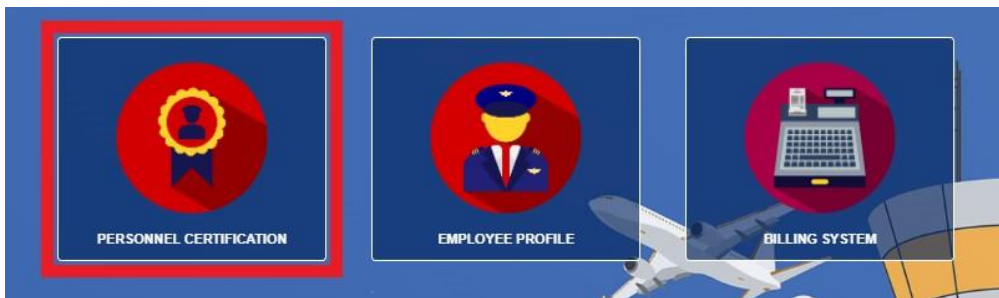 PERSONNEL CERTIFICATION
EMPLOYEE PROFILE
BILLING SYSTEM